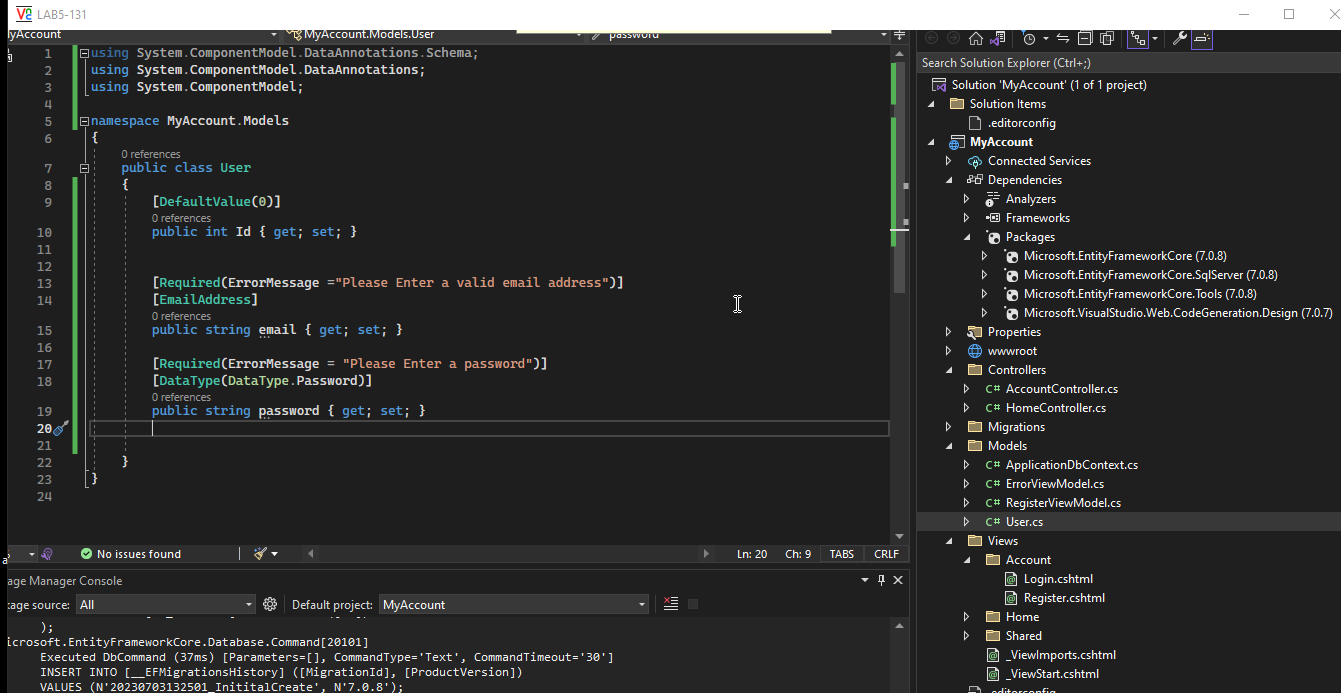 LAB5-131
yAccount
MyAccount.Models.User
password
1 using System.ComponentModel.DataAnnotations.Schema;
2 using System.ComponentModel.DataAnnotations;
3 using System.ComponentModel;
4
5 namespace MyAccount.Models
6 {
0 references
7 public class User
8 {
9 [DefaultValue(0)]
0 references
10 public int Id { get; set; }
11
12
13 [Required(ErrorMessage ="Please Enter a valid email address")]
14 [EmailAddress]
0 references
15 public string email { get; set; }
16
17 [Required(ErrorMessage = "Please Enter a password")]
18 [DataType(DataType.Password)]
0 references
19 public string password { get; set; }
20
21
22 }
23 }
24
No issues found
Ln: 20 Ch: 9 TABS CRLF
age Manager Console
kage source: All
Default project: MyAccount
);
icrosoft.EntityFrameworkCore.Database.Command[20101]
Executed DbCommand (37ms) [Parameters=[], CommandType='Text', CommandTimeout='30']
INSERT INTO [__EFMigrationsHistory] ([MigrationId], [ProductVersion])
VALUES (N'20230703132501_InititalCreate', N'7.0.8');
Search Solution Explorer (Ctrl+;)
Solution 'MyAccount' (1 of 1 project)
Solution Items
.editorconfig
MyAccount
Connected Services
Dependencies
Analyzers
Frameworks
Packages
Microsoft.EntityFrameworkCore (7.0.8)
Microsoft.EntityFrameworkCore.SqlServer (7.0.8)
Microsoft.EntityFrameworkCore.Tools (7.0.8)
Microsoft.VisualStudio.Web.CodeGeneration.Design (7.0.7)
Properties
wwwroot
Controllers
C# AccountController.cs
C# HomeController.cs
Migrations
Models
C# ApplicationDbContext.cs
C# ErrorViewModel.cs
C# RegisterViewModel.cs
C# User.cs
Views
Account
Login.cshtml
Register.cshtml
Home
Shared
_ViewImports.cshtml
_ViewStart.cshtml
.editorconfig